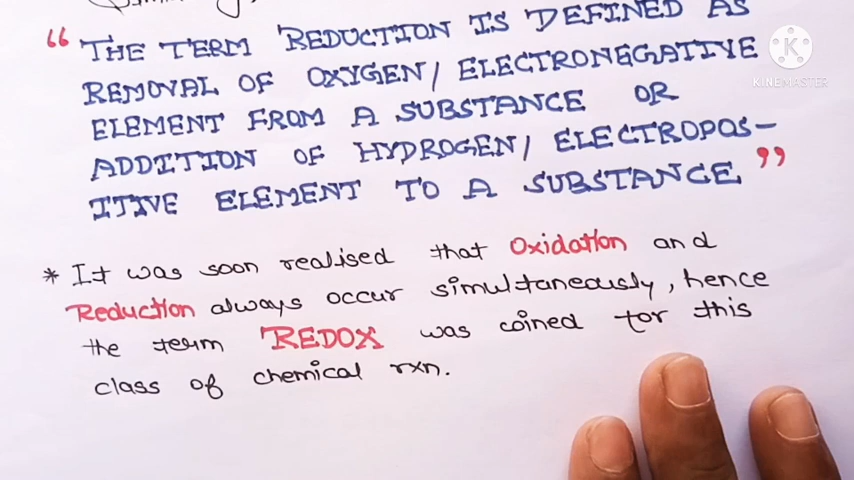 “ THE TERM REDUCTION IS DEFINED AS
REMOVAL OF OXYGEN/ ELECTRONEGATIVE
ELEMENT FROM A SUBSTANCE OR
ADDITION OF HYDROGEN/ ELECTROPOS-
ITIVE ELEMENT TO A SUBSTANCE ”
* It was soon realised that Oxidation and
Reduction always occur simultaneously, hence
the term REDOX was coined for this
class of chemical rxn.
K
KINEMASTER